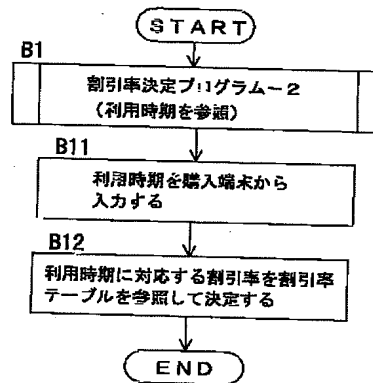 START
B1
割引率決定プログラムー2
(利用時期を参照)
B11
利用時期を購入端末から
入力する
B12
利用時期に対応する割引率を割引率
テーブルを参照して決定する
END